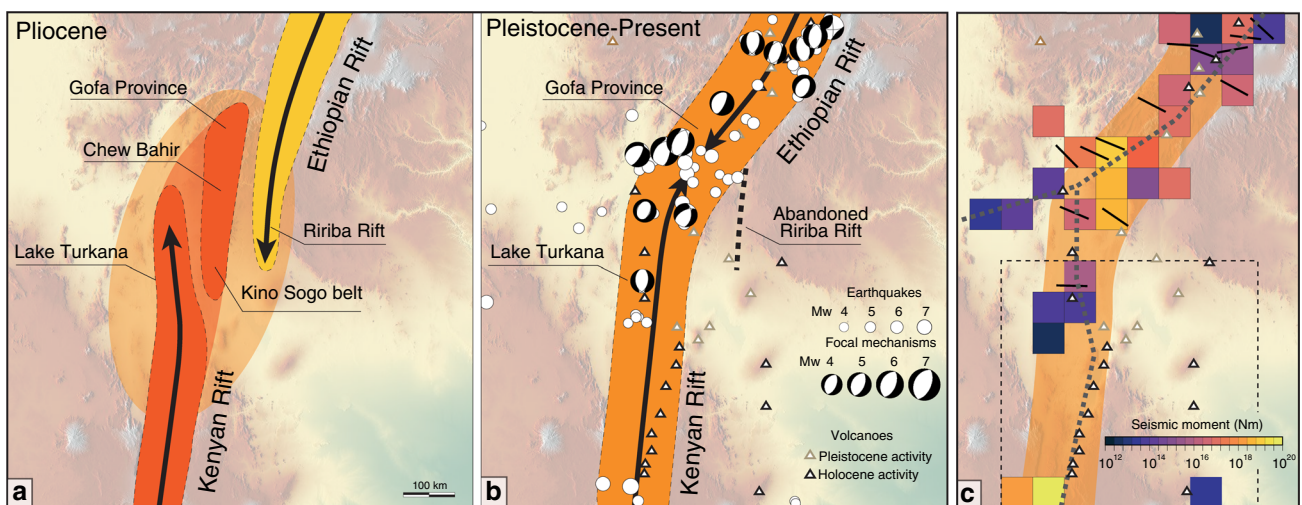 Pliocene
Gofa Province
Chew Bahir
Ethiopian Rift
Ririba Rift
Lake Turkana
Kino Sogo belt
Kenyan Rift
100 km
a
Pleistocene-Present
Gofa Province
Ethiopian Rift
Abandoned
Ririba Rift
Lake Turkana
Earthquakes
Mw 4 5 6 7
Focal mechanisms
Mw 4 5 6 7
Kenyan Rift
Volcanoes
Pleistocene activity
Holocene activity
b
Seismic moment (Nm)
10¹² 10¹⁴ 10¹⁶ 10¹⁸ 10²⁰
c